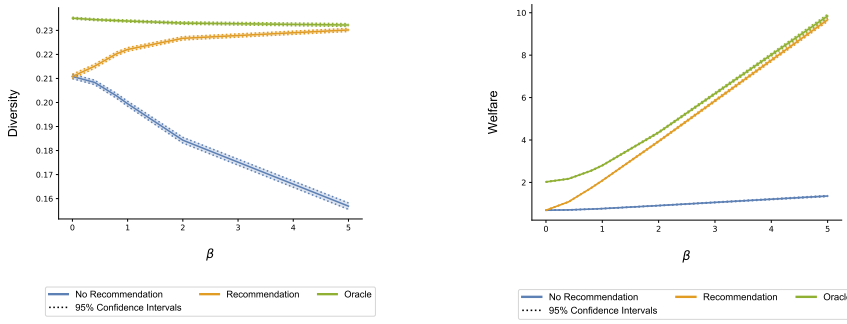 Diversity
0.23
0.22
0.21
0.20
0.19
0.18
0.17
0.16
0 1 2 3 4 5
β
No Recommendation Recommendation Oracle
95% Confidence Intervals
Welfare
10
8
6
4
2
0 1 2 3 4 5
β
No Recommendation Recommendation Oracl
95% Confidence Intervals